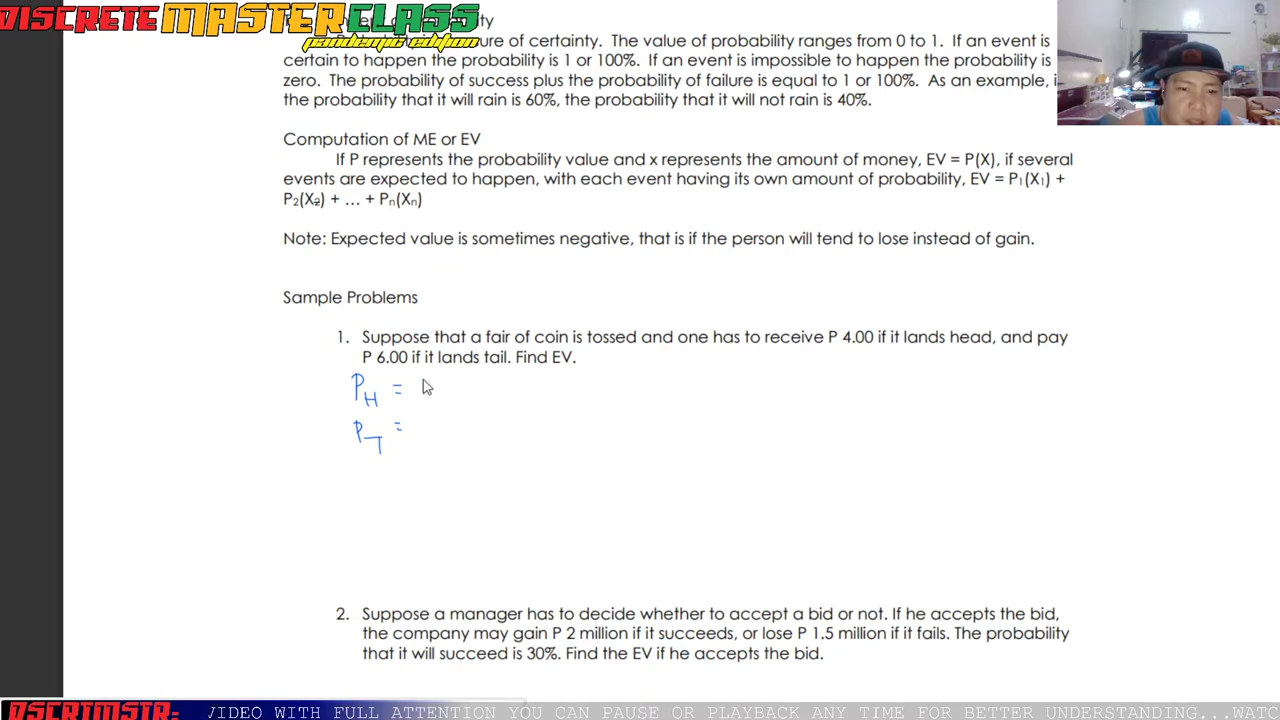 DISCRETE MASTER CLASS
pandemic edition
ure of certainty. The value of probability ranges from 0 to 1. If an event is
certain to happen the probability is 1 or 100%. If an event is impossible to happen the probability is
zero. The probability of success plus the probability of failure is equal to 1 or 100%. As an example, i
the probability that it will rain is 60%, the probability that it will not rain is 40%.
Computation of ME or EV
If P represents the probability value and x represents the amount of money, EV = P(X), if several
events are expected to happen, with each event having its own amount of probability, EV = P₁(X₁) +
P₂(X₂) + … + Pₙ(Xₙ)
Note: Expected value is sometimes negative, that is if the person will tend to lose instead of gain.
Sample Problems
1. Suppose that a fair of coin is tossed and one has to receive P 4.00 if it lands head, and pay
P 6.00 if it lands tail. Find EV.
P_H =
P_T =
2. Suppose a manager has to decide whether to accept a bid or not. If he accepts the bid,
the company may gain P 2 million if it succeeds, or lose P 1.5 million if it fails. The probability
that it will succeed is 30%. Find the EV if he accepts the bid.
DSCRTMSTR: VIDEO WITH FULL ATTENTION YOU CAN PAUSE OR PLAYBACK ANY TIME FOR BETTER UNDERSTANDING...WATC